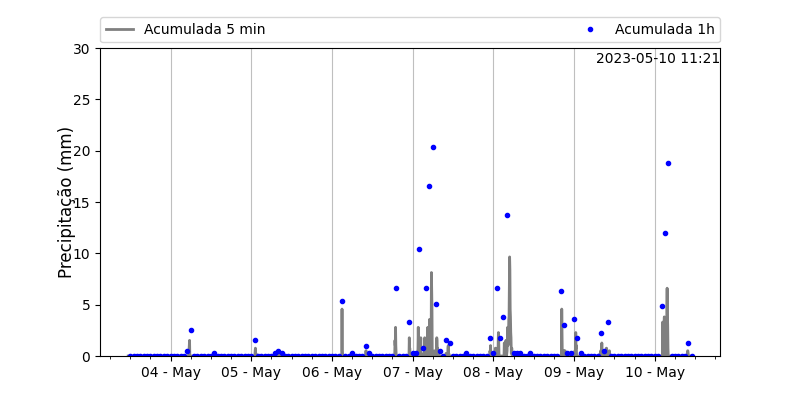 Acumulada 5 min
Acumulada 1h
2023-05-10 11:21
Precipitação (mm)
30
25
20
15
10
5
0
04 - May
05 - May
06 - May
07 - May
08 - May
09 - May
10 - May